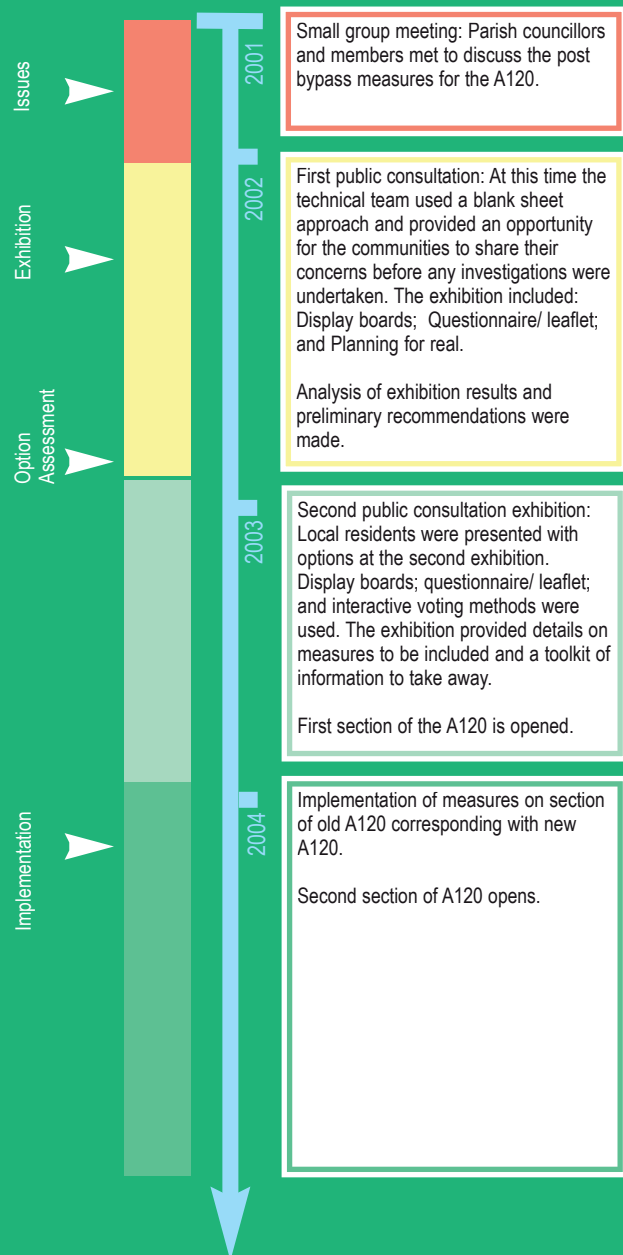 Issues
2001
Small group meeting: Parish councillors
and members met to discuss the post
bypass measures for the A120.
Exhibition
2002
First public consultation: At this time the
technical team used a blank sheet
approach and provided an opportunity
for the communities to share their
concerns before any investigations were
undertaken. The exhibition included:
Display boards;  Questionnaire/ leaflet;
and Planning for real.
Analysis of exhibition results and
preliminary recommendations were
made.
Option
Assessment
2003
Second public consultation exhibition:
Local residents were presented with
options at the second exhibition.
Display boards; questionnaire/ leaflet;
and interactive voting methods were
used. The exhibition provided details on
measures to be included and a toolkit of
information to take away.
First section of the A120 is opened.
Implementation
2004
Implementation of measures on section
of old A120 corresponding with new
A120.
Second section of A120 opens.